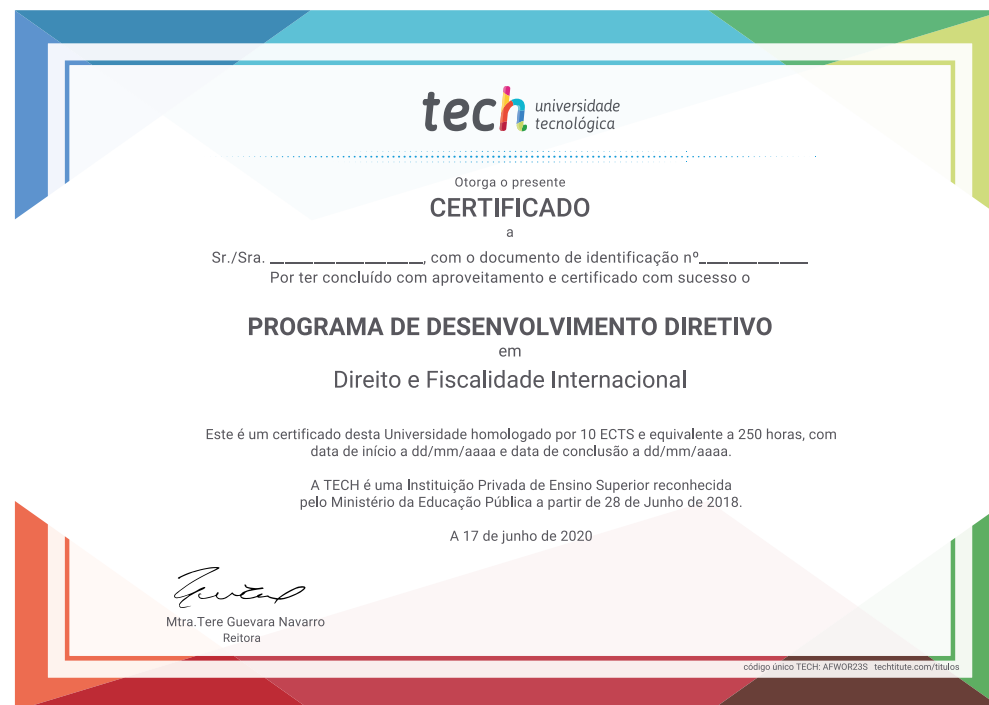 tech universidade
tecnológica
Otorga o presente
CERTIFICADO
a
Sr./Sra. ____________________, com o documento de identificação nº______________
Por ter concluído com aproveitamento e certificado com sucesso o
PROGRAMA DE DESENVOLVIMENTO DIRETIVO
em
Direito e Fiscalidade Internacional
Este é um certificado desta Universidade homologado por 10 ECTS e equivalente a 250 horas, com
data de início a dd/mm/aaaa e data de conclusão a dd/mm/aaaa.
A TECH é uma Instituição Privada de Ensino Superior reconhecida
pelo Ministério da Educação Pública a partir de 28 de Junho de 2018.
A 17 de junho de 2020
Mtra.Tere Guevara Navarro
Reitora
código único TECH: AFWOR23S techtitute.com/titulos